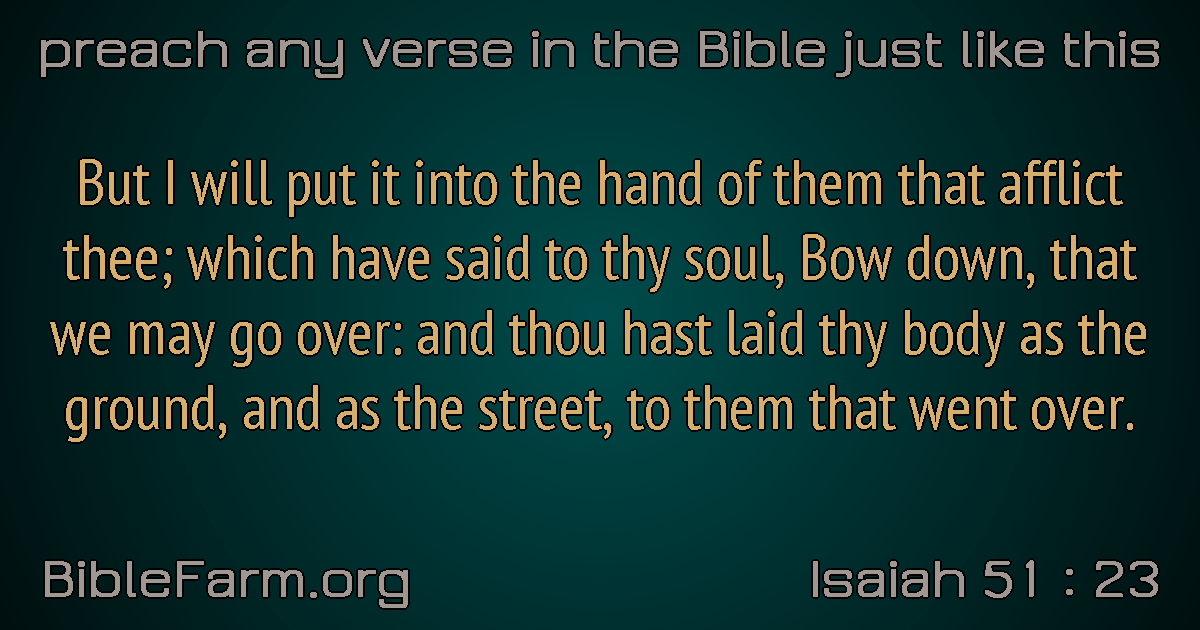 preach any verse in the Bible just like this
But I will put it into the hand of them that afflict
thee; which have said to thy soul, Bow down, that
we may go over: and thou hast laid thy body as the
ground, and as the street, to them that went over.
BibleFarm.org
Isaiah 51 : 23